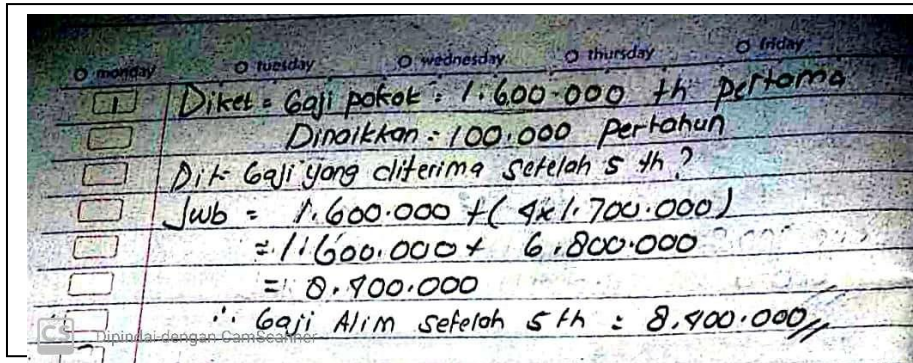 monday tuesday wednesday thursday friday
1 Diket = Gaji pokok : 1.600.000 th pertama
Dinaikkan = 100.000 pertahun
Dit- Gaji yang diterima setelah 5 th ?
Jwb = 1.600.000 + ( 4x1.700.000)
= 1.600.000 + 6.800.000
= 8.400.000
∴ Gaji Alim setelah 5 th : 8.400.000 //
CS Dipindai dengan CamScanner